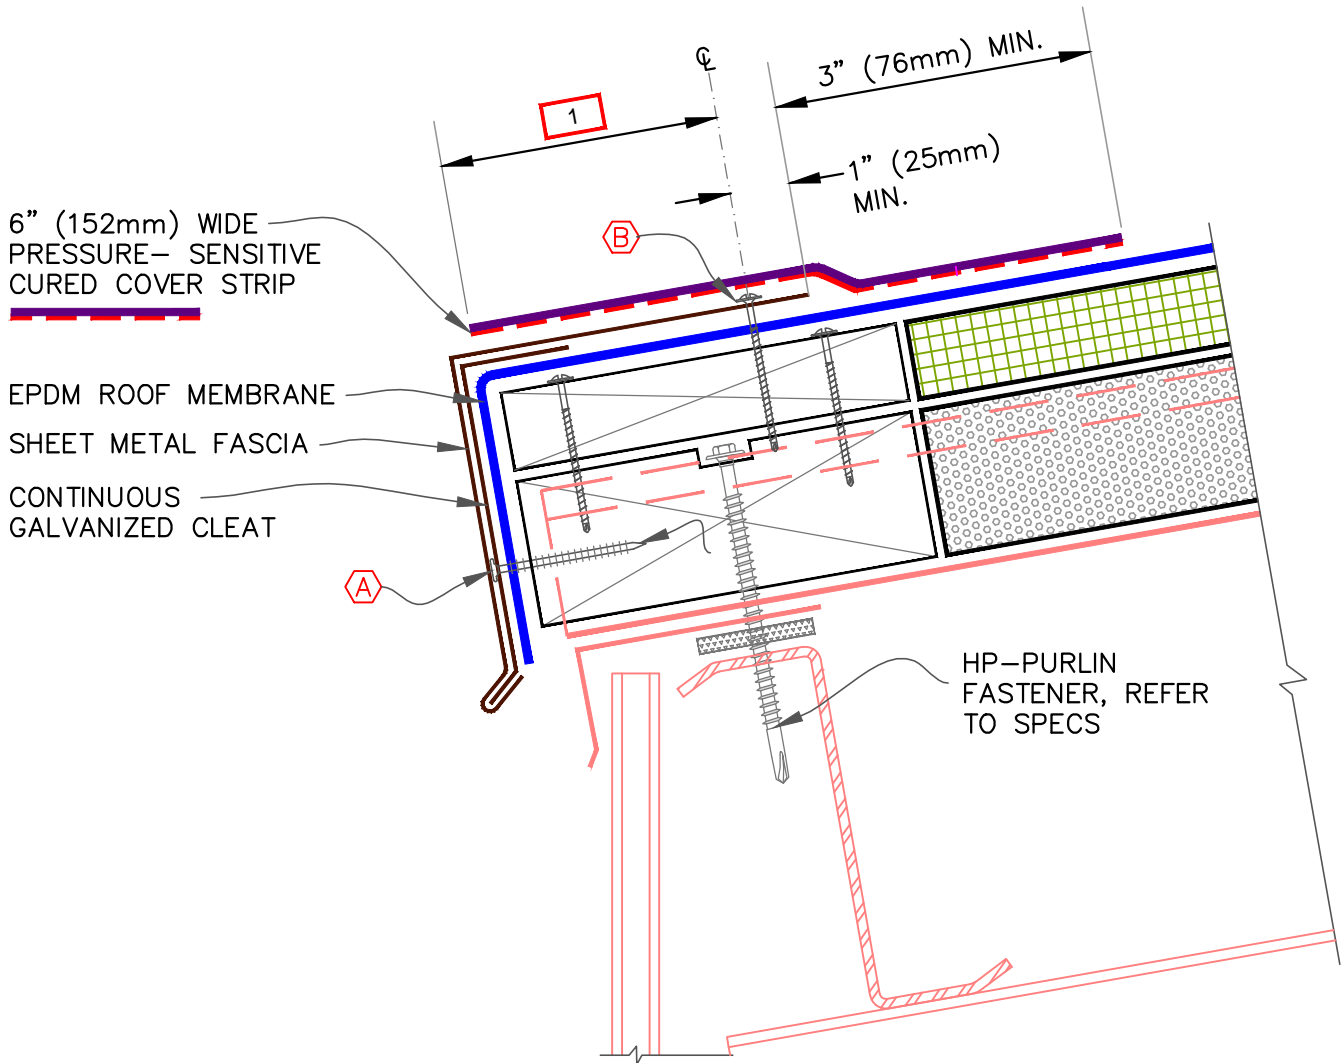 ℄
3” (76mm) MIN.
1
1” (25mm)
MIN.
6” (152mm) WIDE
PRESSURE– SENSITIVE
CURED COVER STRIP
B
EPDM ROOF MEMBRANE
SHEET METAL FASCIA
CONTINUOUS
GALVANIZED CLEAT
A
HP–PURLIN
FASTENER, REFER
TO SPECS